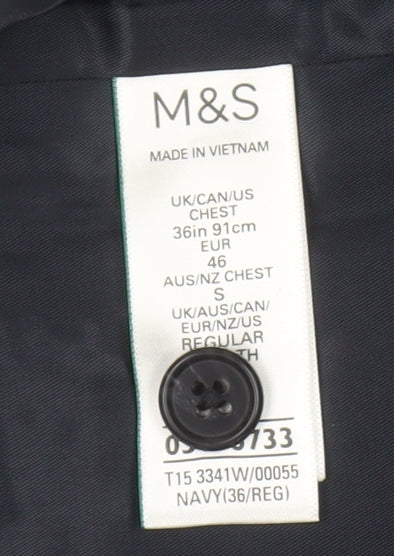 M&S
MADE IN VIETNAM
UK/CAN/US
CHEST
36in 91cm
EUR
46
AUS/NZ CHEST
S
UK/AUS/CAN/
EUR/NZ/US
REGULAR
T15 3341W/00055
NAVY(36/REG)